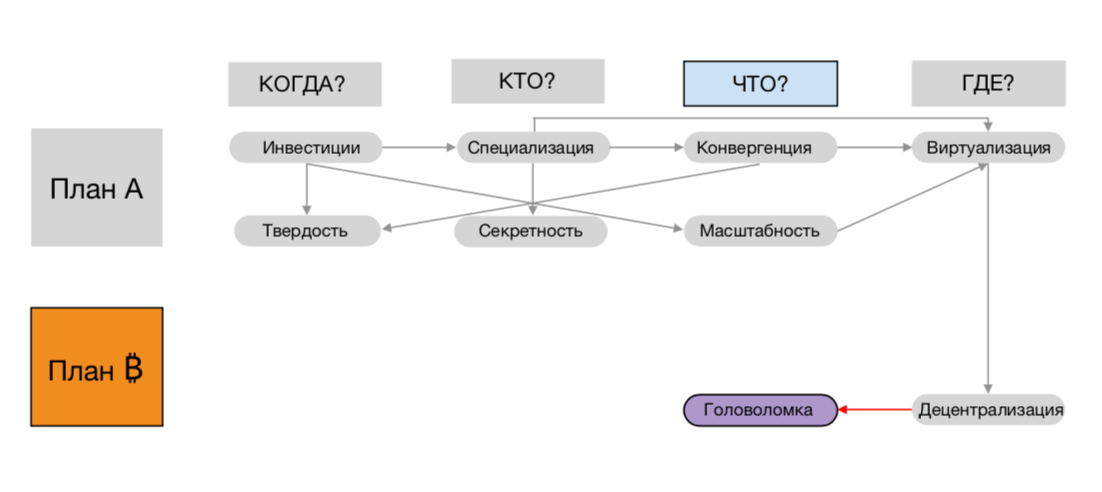 КОГДА?
КТО?
ЧТО?
ГДЕ?
План А
Инвестиции
Специализация
Конвергенция
Виртуализация
Твердость
Секретность
Масштабность
План ₿
Головоломка
Децентрализация